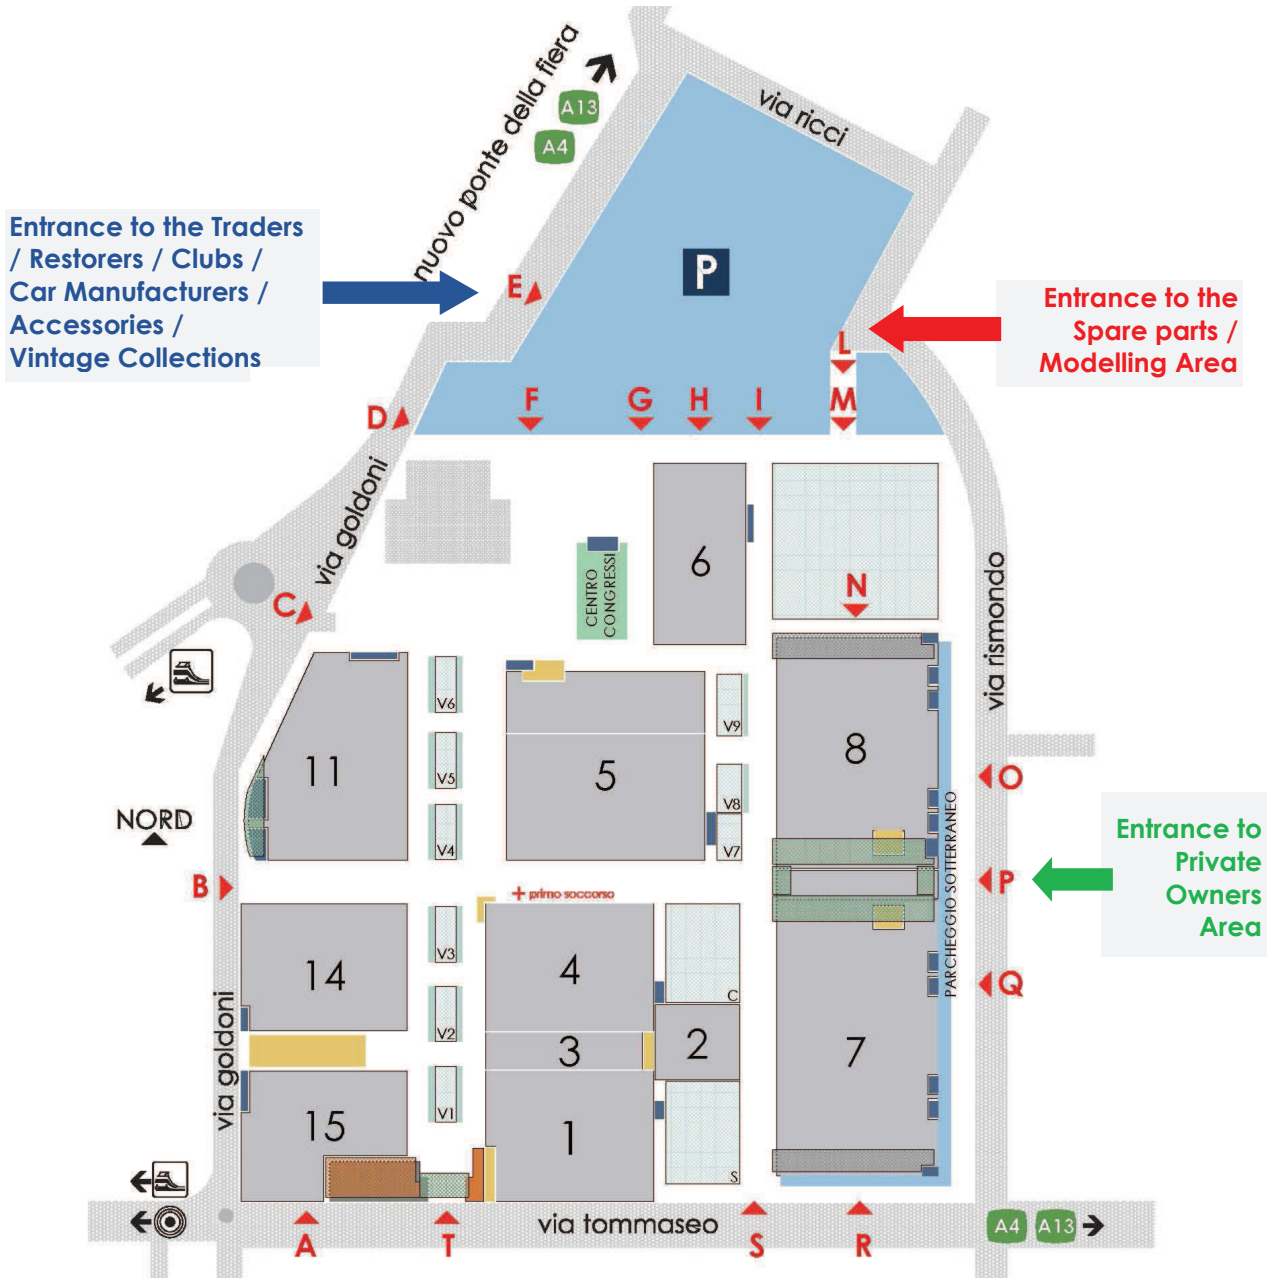 nuovo ponte della fiera
A13
A4
via ricci
P
Entrance to the Traders
/ Restorers / Clubs /
Car Manufacturers /
Accessories /
Vintage Collections
E
Entrance to the
Spare parts /
Modelling Area
L
D
F
G
H
I
M
via goldoni
6
CENTRO
CONGRESSI
N
C
via rismondo
V6
V9
11
V5
5
V8
8
O
NORD
V4
V7
PARCHEGGIO SOTTERRANEO
Entrance to
Private
Owners
Area
B
+ primo soccorso
P
V3
14
4
C
Q
V2
3
2
7
via goldoni
V1
15
1
S
A
T
via tommaseo
S
R
A4
A13